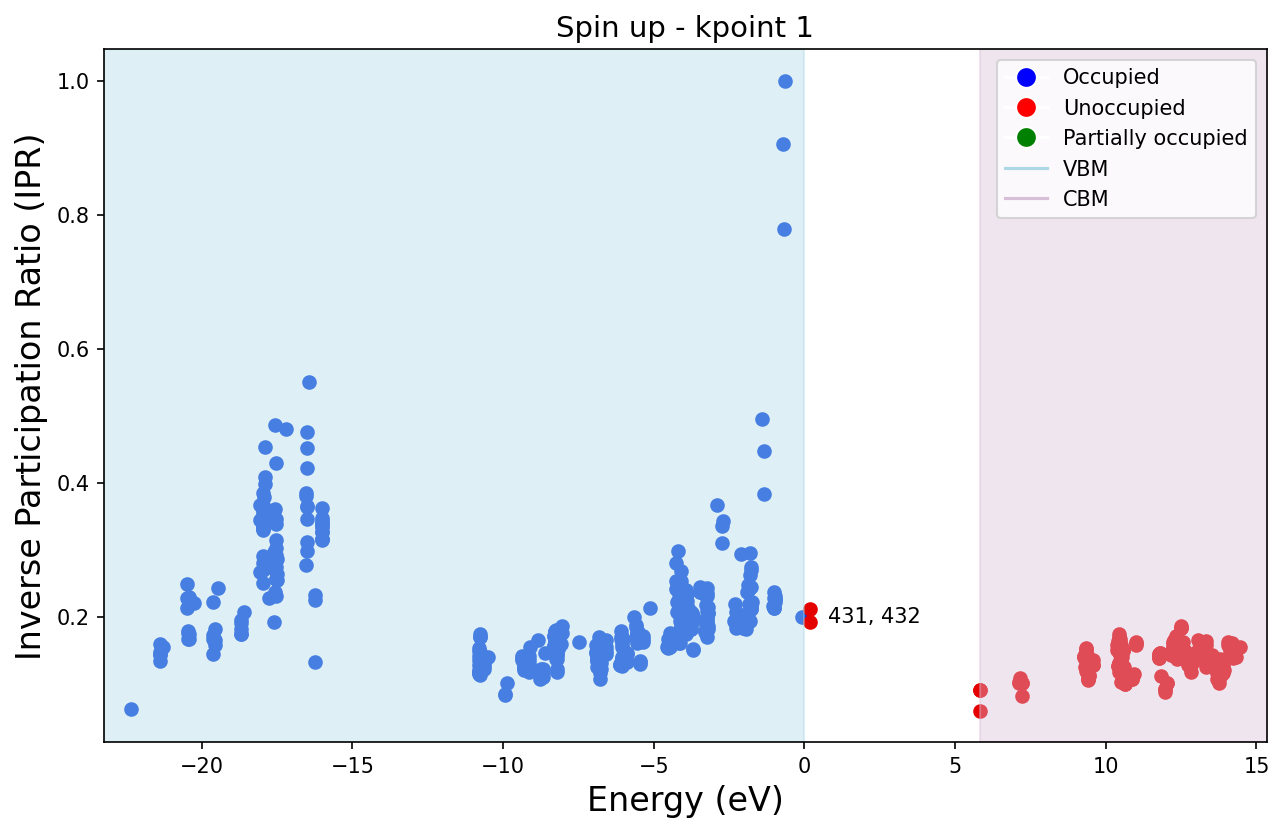 Spin up - kpoint 1
Inverse Participation Ratio (IPR)
1.0
0.8
0.6
0.4
0.2
Occupied
Unoccupied
Partially occupied
VBM
CBM
431, 432
−20
−15
−10
−5
0
5
10
15
Energy (eV)